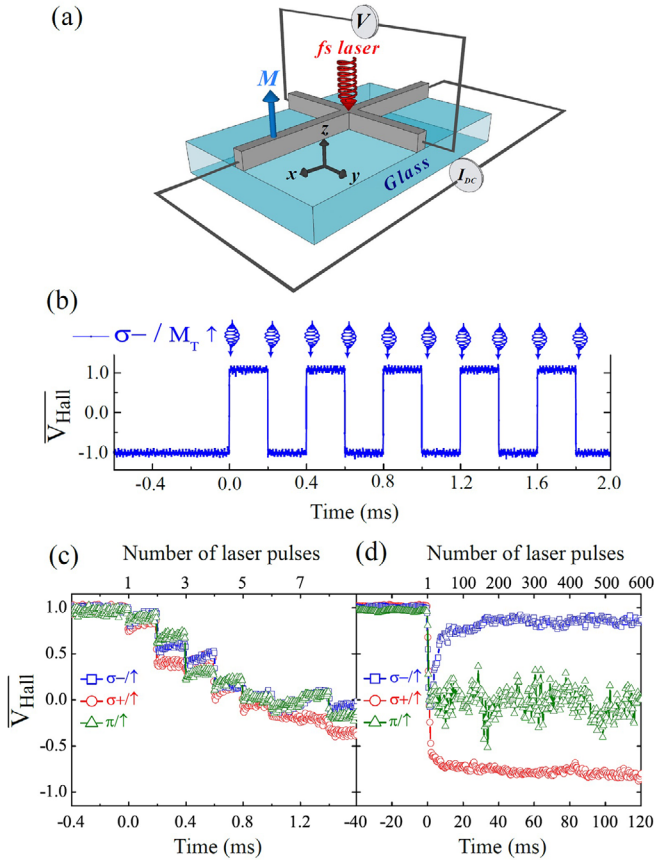 (a)
V
fs laser
M
z
x
y
Glass
I_DC
(b)
σ− / M_T ↑
1.0
0.0
-1.0
V_Hall
-0.4 0.0 0.4 0.8 1.2 1.6 2.0
Time (ms)
(c) Number of laser pulses (d) Number of laser pulses
1 3 5 7 1 100 200 300 400 500 600
1.0
0.5
0.0
-0.5
-1.0
V_Hall
σ−/↑
σ+/↑
π/↑
σ−/↑
σ+/↑
π/↑
-0.4 0.0 0.4 0.8 1.2 -40 -20 0 20 40 60 80 100 120
Time (ms) Time (ms)